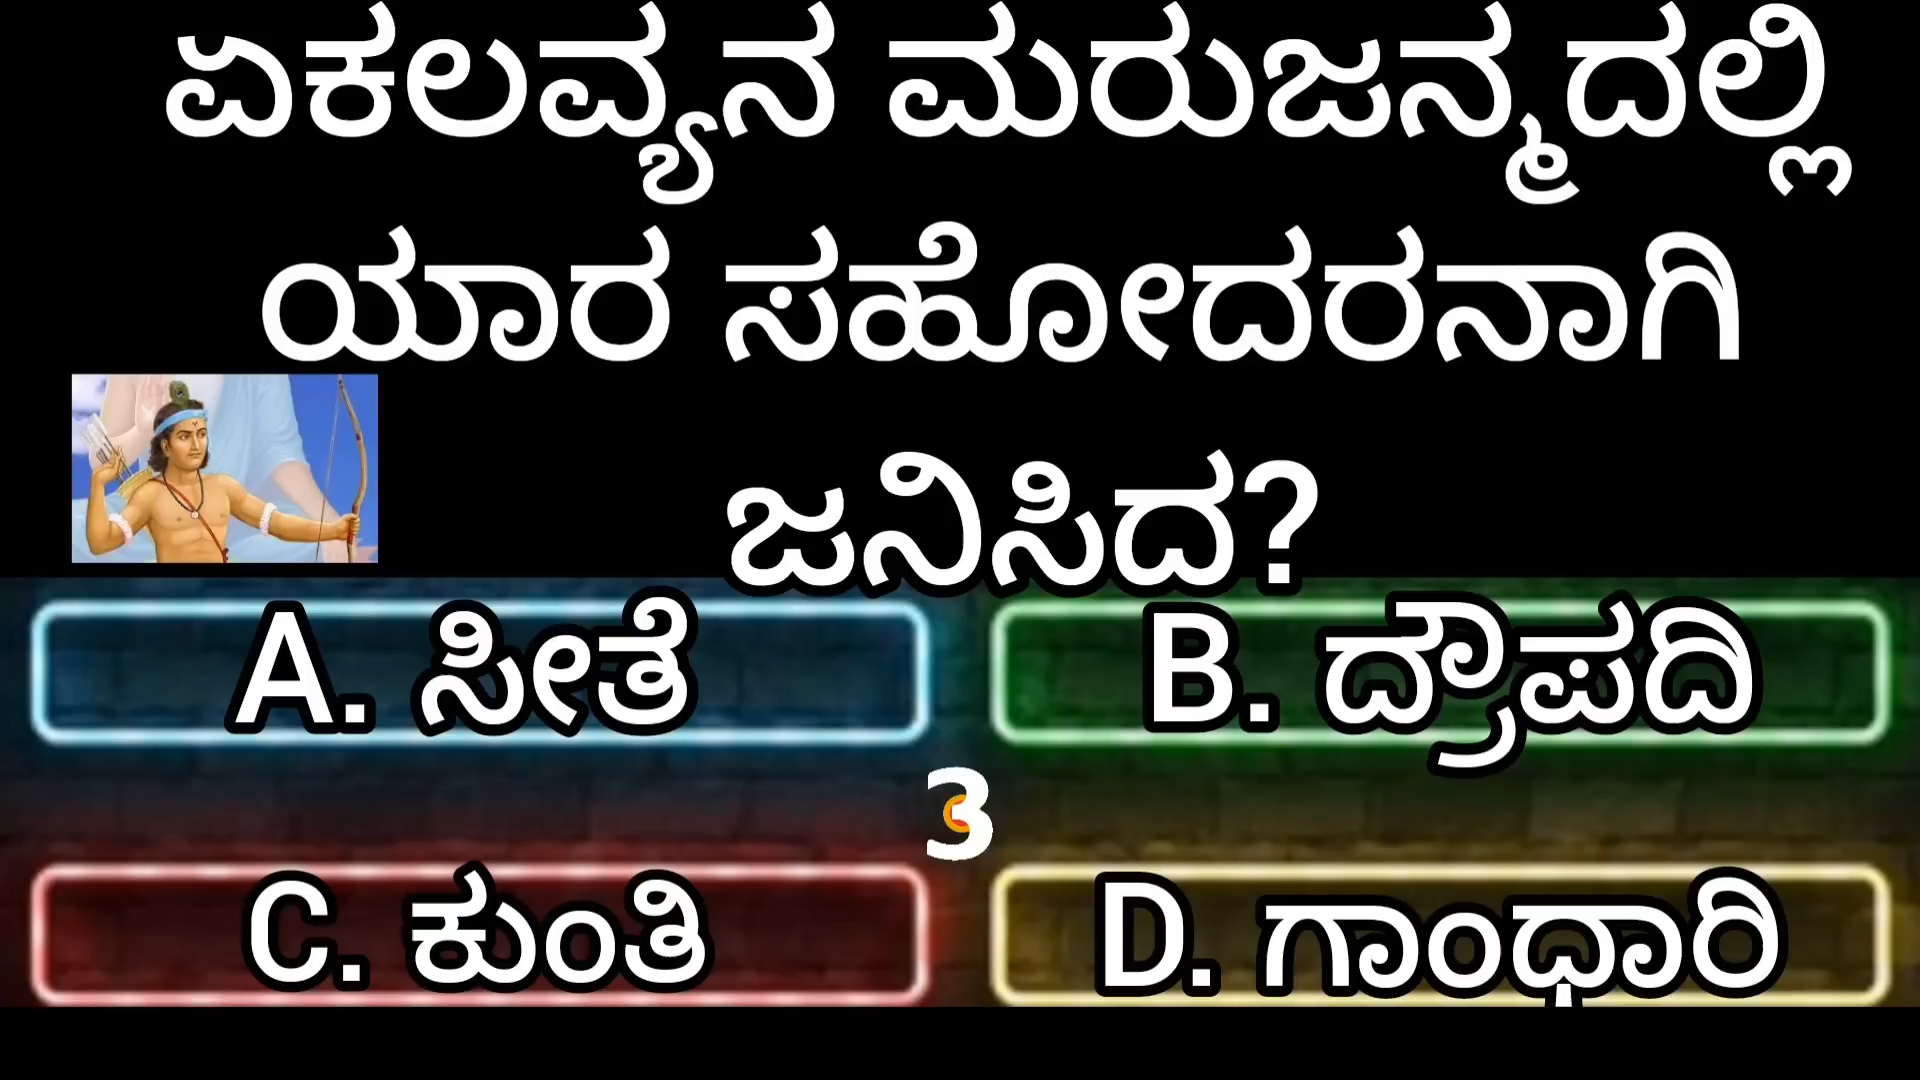 ಏಕಲವ್ಯನ ಮರುಜನ್ಮದಲ್ಲಿ
ಯಾರ ಸಹೋದರನಾಗಿ
ಜನಿಸಿದ?
A. ಸೀತೆ
B. ದ್ರೌಪದಿ
3
C. ಕುಂತಿ
D. ಗಾಂಧಾರಿ